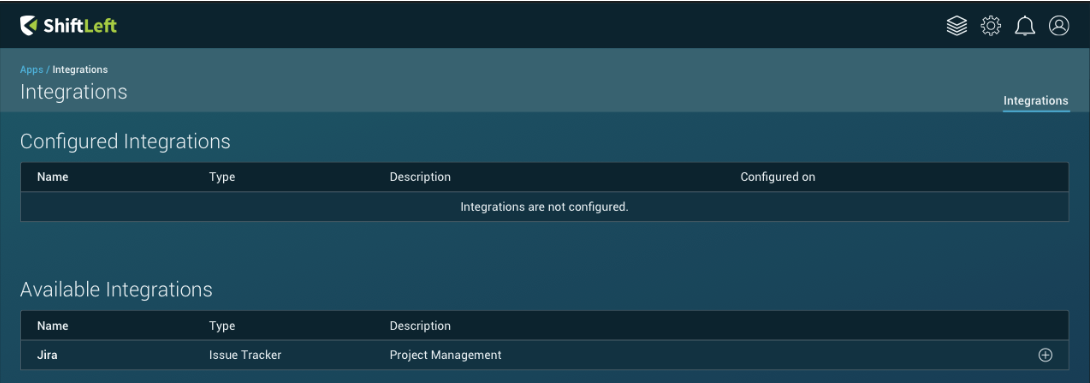 ShiftLeft
Apps / Integrations
Integrations
Integrations
Configured Integrations
Name Type Description Configured on
Integrations are not configured.
Available Integrations
Name Type Description
Jira Issue Tracker Project Management